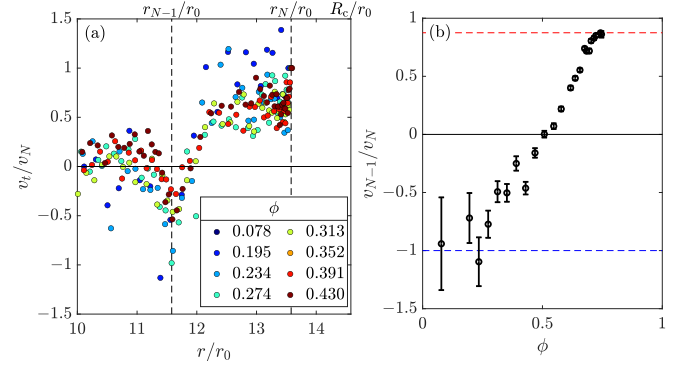 r_{N−1}/r_0 r_N/r_0 R_c/r_0
(a)
1.5
1
0.5
0
−0.5
−1
−1.5
v_t/v_N
ϕ
0.078 0.313
0.195 0.352
0.234 0.391
0.274 0.430
10 11 12 13 14
r/r_0
(b)
1
0.5
0
−0.5
−1
−1.5
v_{N−1}/v_N
0 0.5 1
ϕ